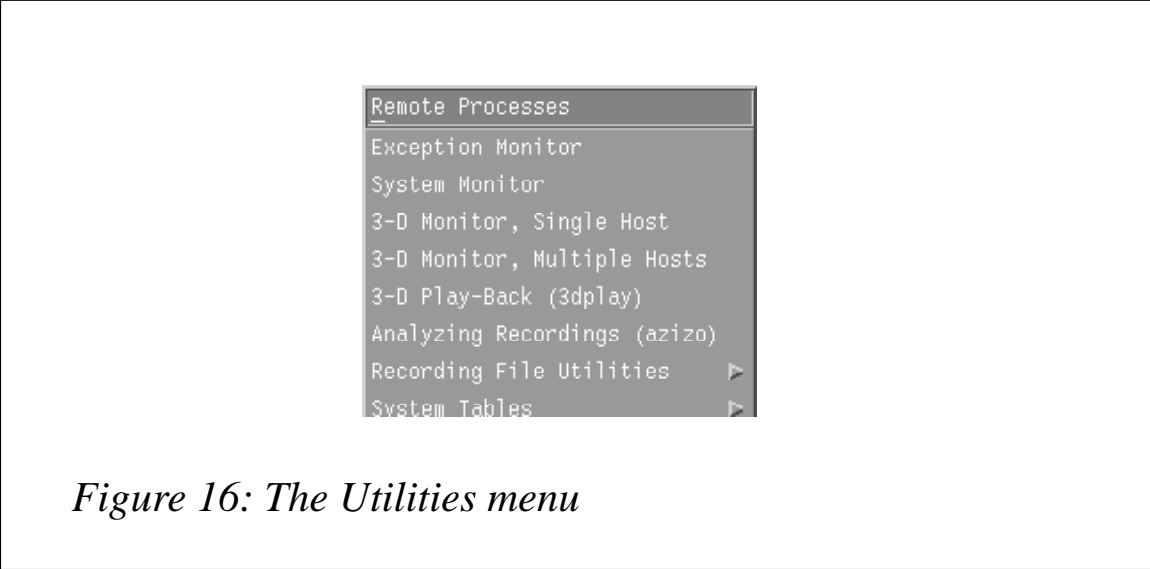 Remote Processes
Exception Monitor
System Monitor
3-D Monitor, Single Host
3-D Monitor, Multiple Hosts
3-D Play-Back (3dplay)
Analyzing Recordings (azizo)
Recording File Utilities
System Tables
Figure 16: The Utilities menu